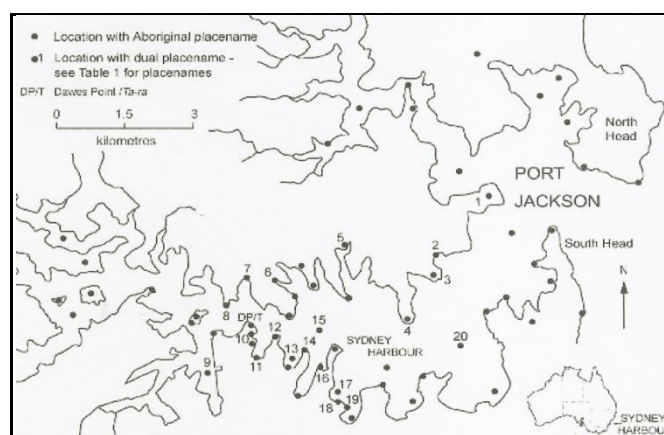 Location with Aboriginal placename
1 Location with dual placename -
see Table 1 for placenames
DP/T Dawes Point /Ta-ra
0 1.5 3
kilometres
North
Head
PORT
JACKSON
1
South Head
2
3
4
5
6
7
8
DP/T
9
10
11
12
13
14
15
16
17
18
19
20
SYDNEY
HARBOUR
N
SYDNEY
HARBOUR